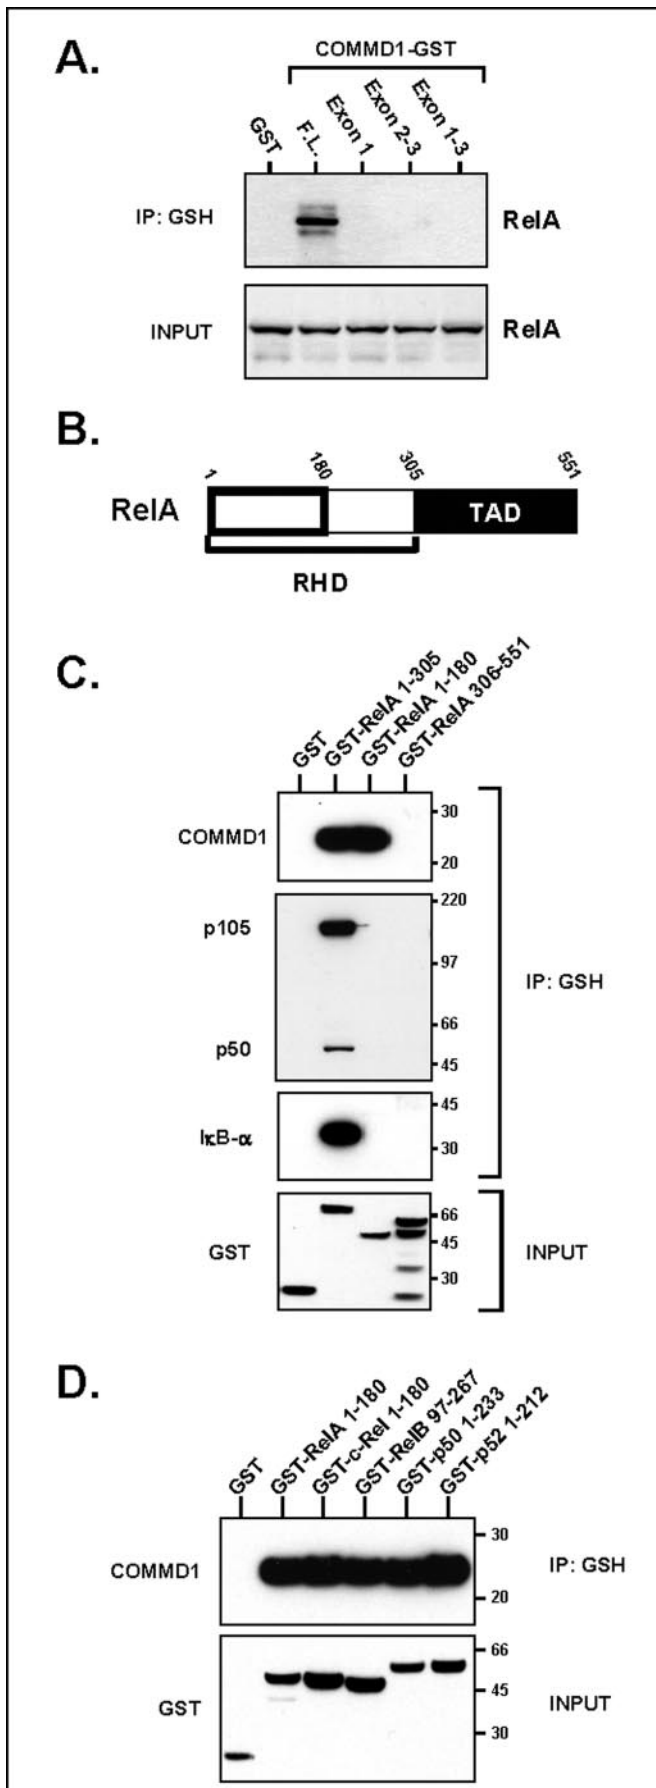 A.
COMMD1-GST
GST
F.L.
Exon 1
Exon 2-3
Exon 1-3
IP: GSH
RelA
INPUT
RelA
B.
1
180
305
551
RelA
TAD
RHD
C.
GST
GST-RelA 1-305
GST-RelA 1-180
GST-RelA 306-551
COMMD1
30
20
p105
220
97
p50
66
45
IP: GSH
IκB-α
45
30
GST
66
45
30
INPUT
D.
GST
GST-RelA 1-180
GST-c-Rel 1-180
GST-RelB 97-267
GST-p50 1-233
GST-p52 1-212
COMMD1
30
20
IP: GSH
GST
66
45
30
INPUT